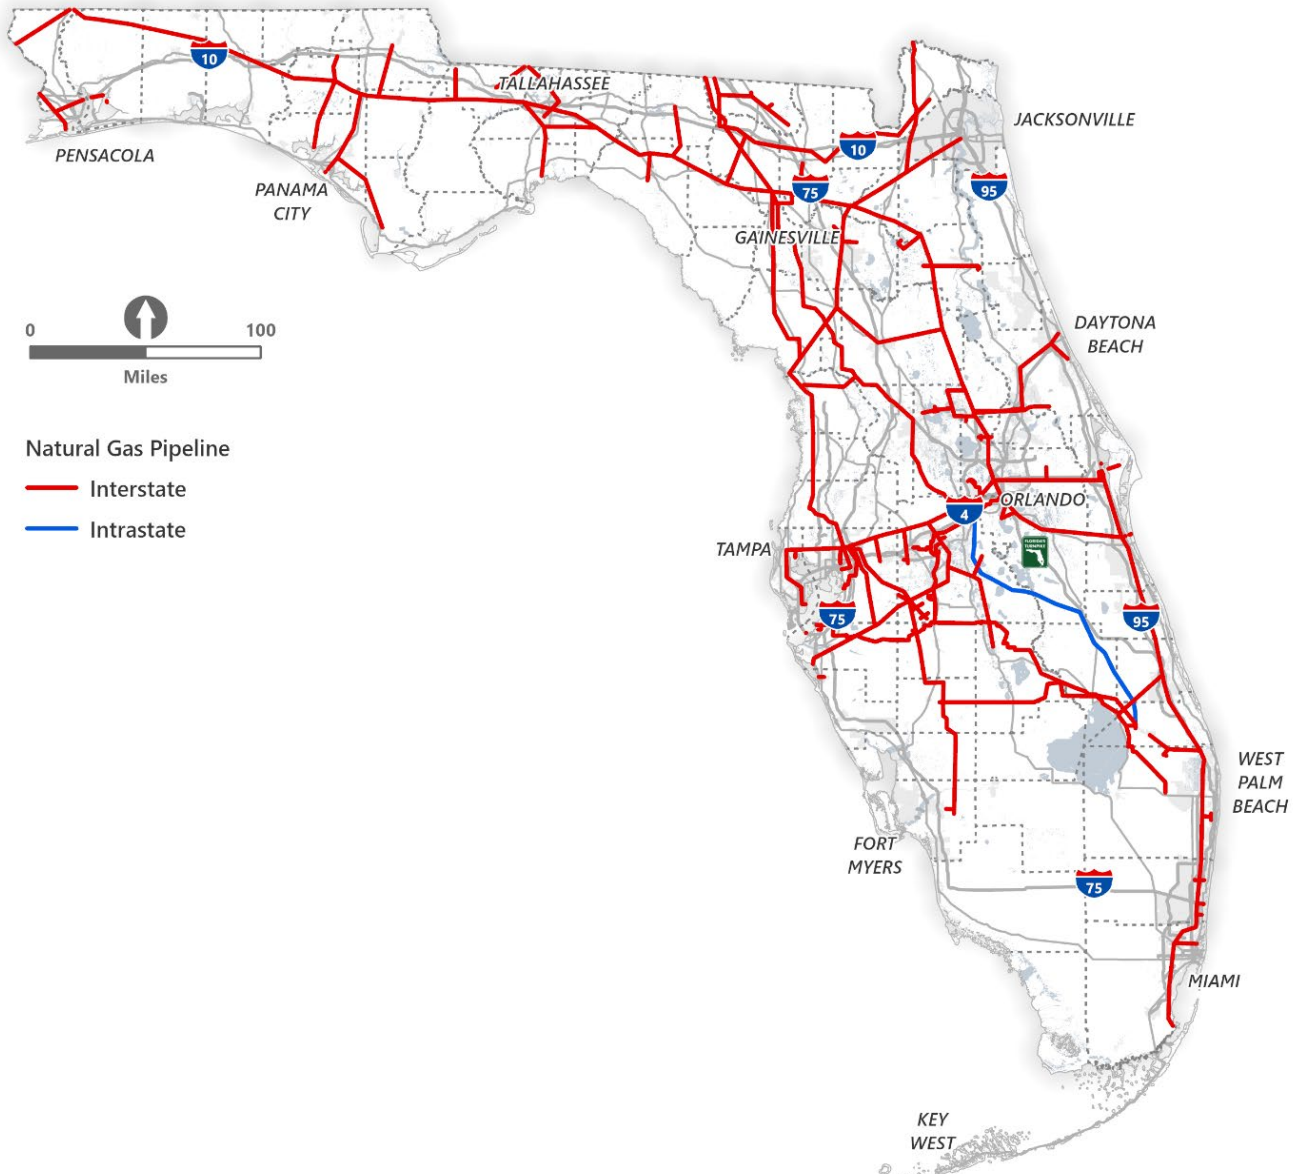 10
TALLAHASSEE
JACKSONVILLE
PENSACOLA
10
PANAMA
CITY
75
95
GAINESVILLE
0 100
Miles
DAYTONA
BEACH
Natural Gas Pipeline
Interstate
Intrastate
ORLANDO
4
TAMPA
75
95
WEST
PALM
BEACH
FORT
MYERS
75
MIAMI
KEY
WEST